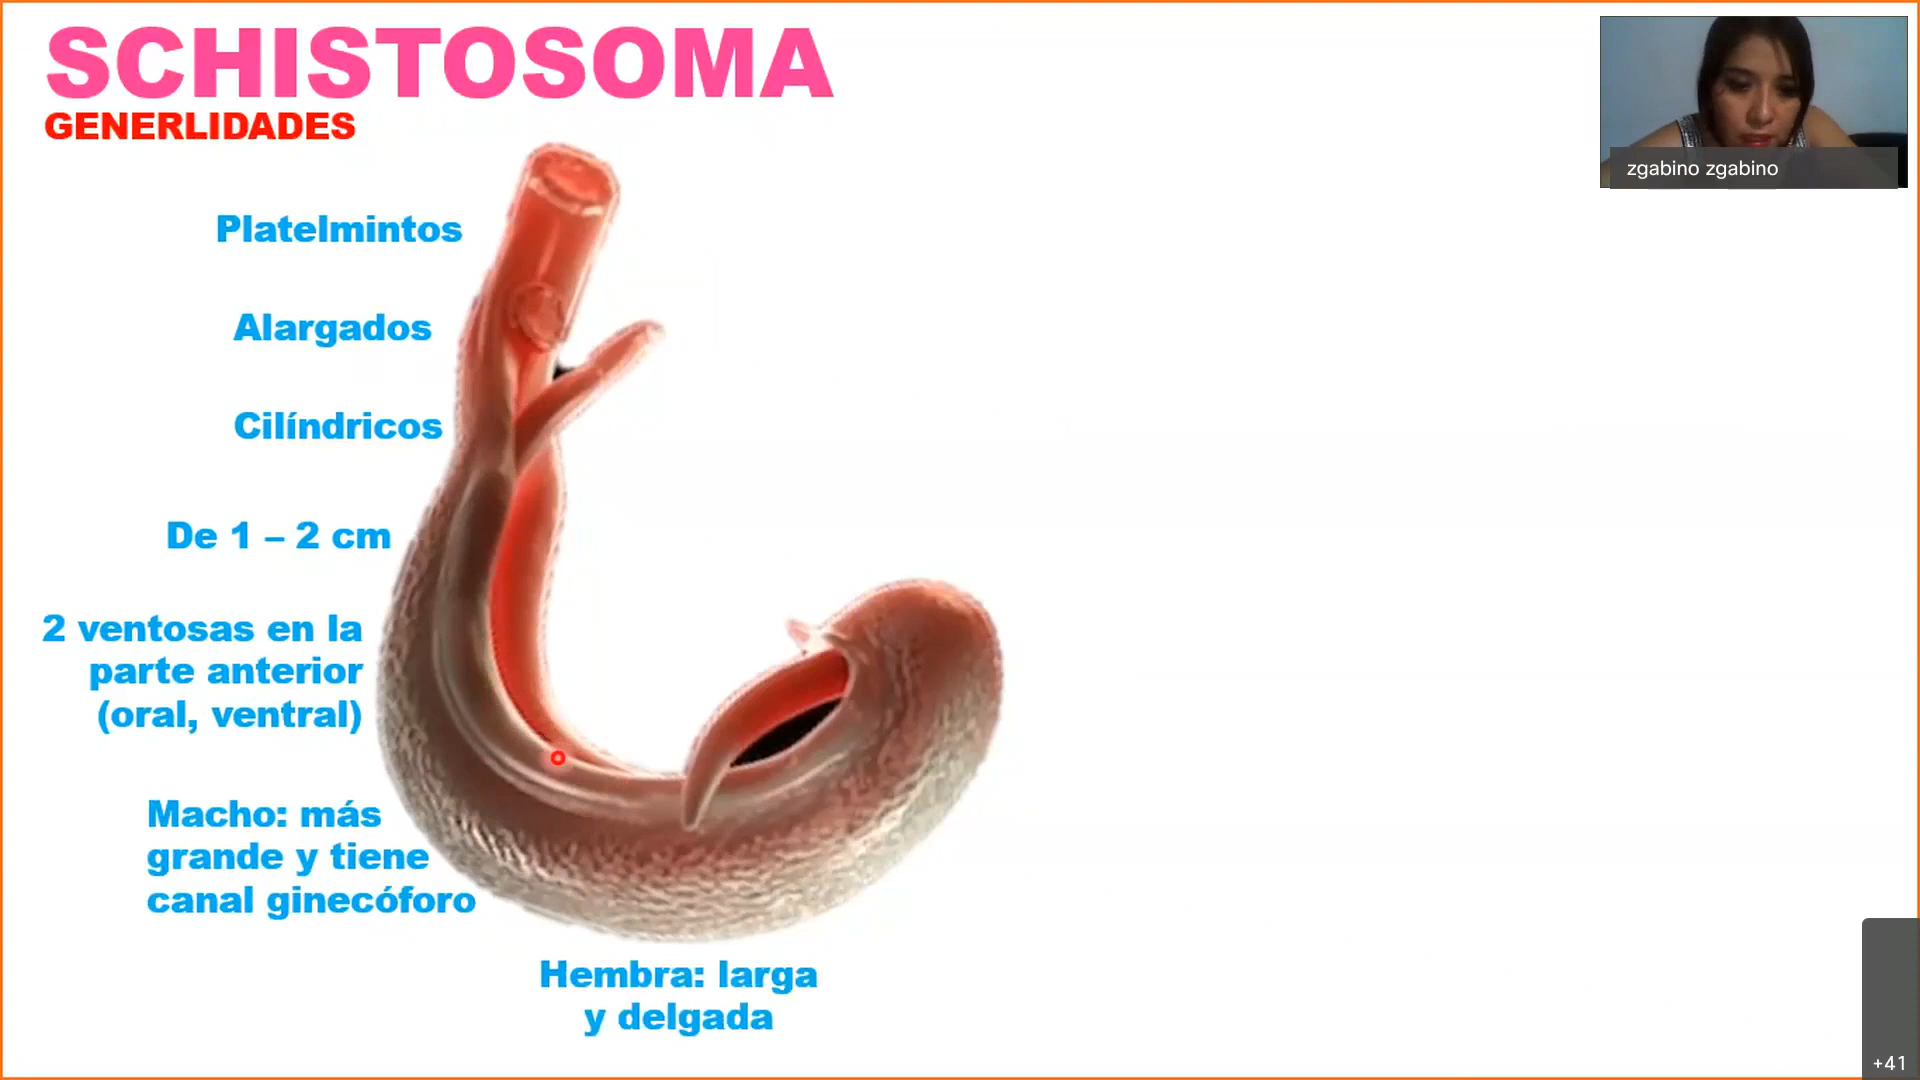 SCHISTOSOMA
GENERLIDADES
zgabino zgabino
Platelmintos
Alargados
Cilíndricos
De 1 – 2 cm
2 ventosas en la
parte anterior
(oral, ventral)
Macho: más
grande y tiene
canal ginecóforo
Hembra: larga
y delgada
+41